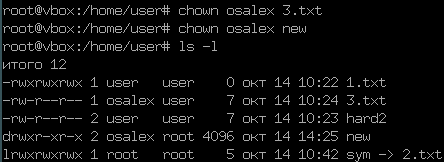 root@vbox:/home/user# chown osalex 3.txt
root@vbox:/home/user# chown osalex new
root@vbox:/home/user# ls -l
итого 12
-rwxrwxrwx 1 user   user      0 окт 14 10:22 1.txt
-rw-r--r-- 1 osalex user      7 окт 14 10:24 3.txt
-rw-r--r-- 2 user   user      7 окт 14 10:23 hard2
drwxr-xr-x 2 osalex root   4096 окт 14 14:25 new
lrwxrwxrwx 1 root   root      5 окт 14 10:42 sym -> 2.txt